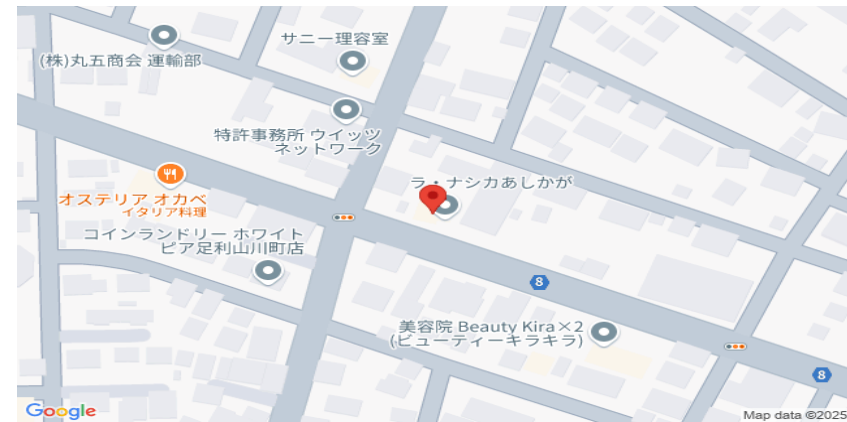 サニー理容室
(株)丸五商会 運輸部
特許事務所 ウイッツ
ネットワーク
ラ・ナシカあしかが
オステリア オカベ
イタリア料理
コインランドリー ホワイト
ピア足利山川町店
8
美容院 Beauty Kira×2
(ビューティーキラキラ)
8
Google
Map data ©2025